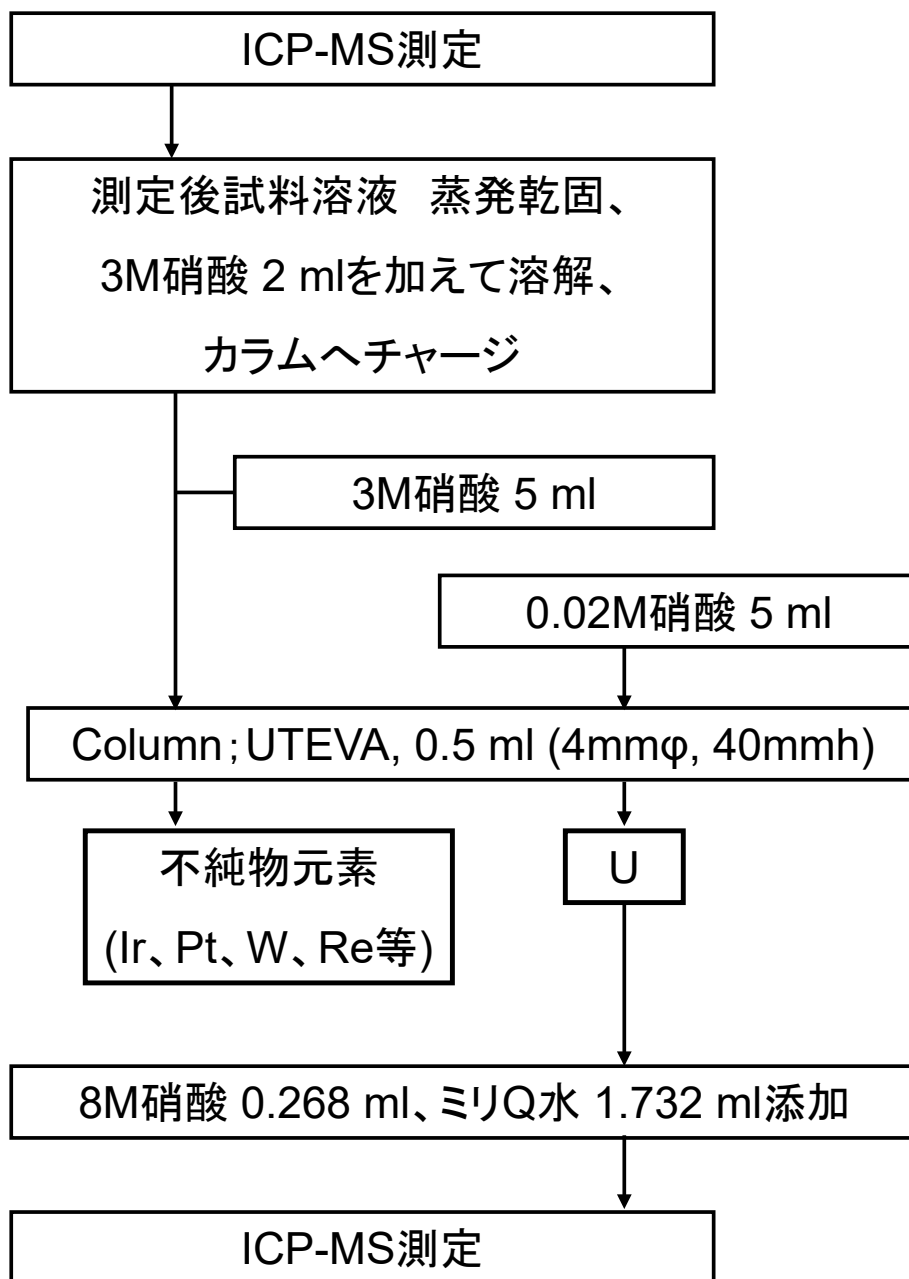 ICP-MS測定
測定後試料溶液　蒸発乾固、
3M硝酸 2 mlを加えて溶解、
カラムへチャージ
3M硝酸 5 ml
0.02M硝酸 5 ml
Column；UTEVA, 0.5 ml (4mmφ, 40mmh)
不純物元素
(Ir、Pt、W、Re等)
U
8M硝酸 0.268 ml、ミリQ水 1.732 ml添加
ICP-MS測定